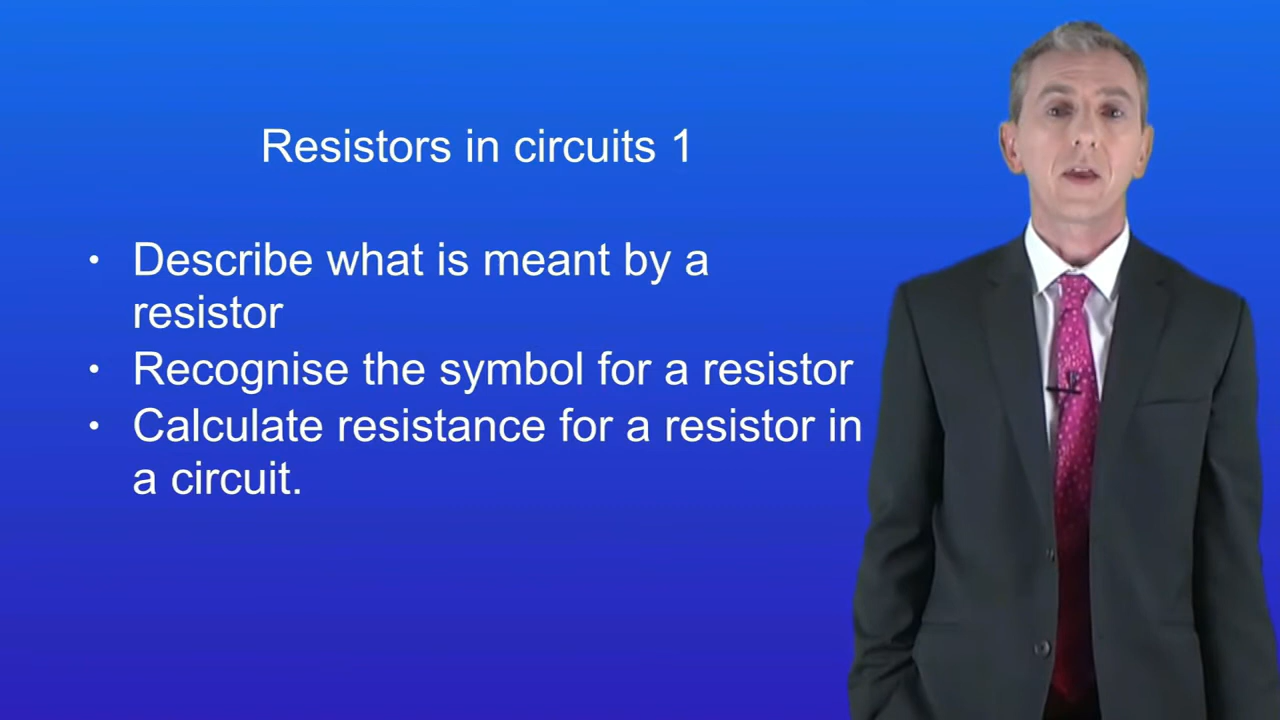 Resistors in circuits 1
• Describe what is meant by a
resistor
• Recognise the symbol for a resistor
• Calculate resistance for a resistor in
a circuit.